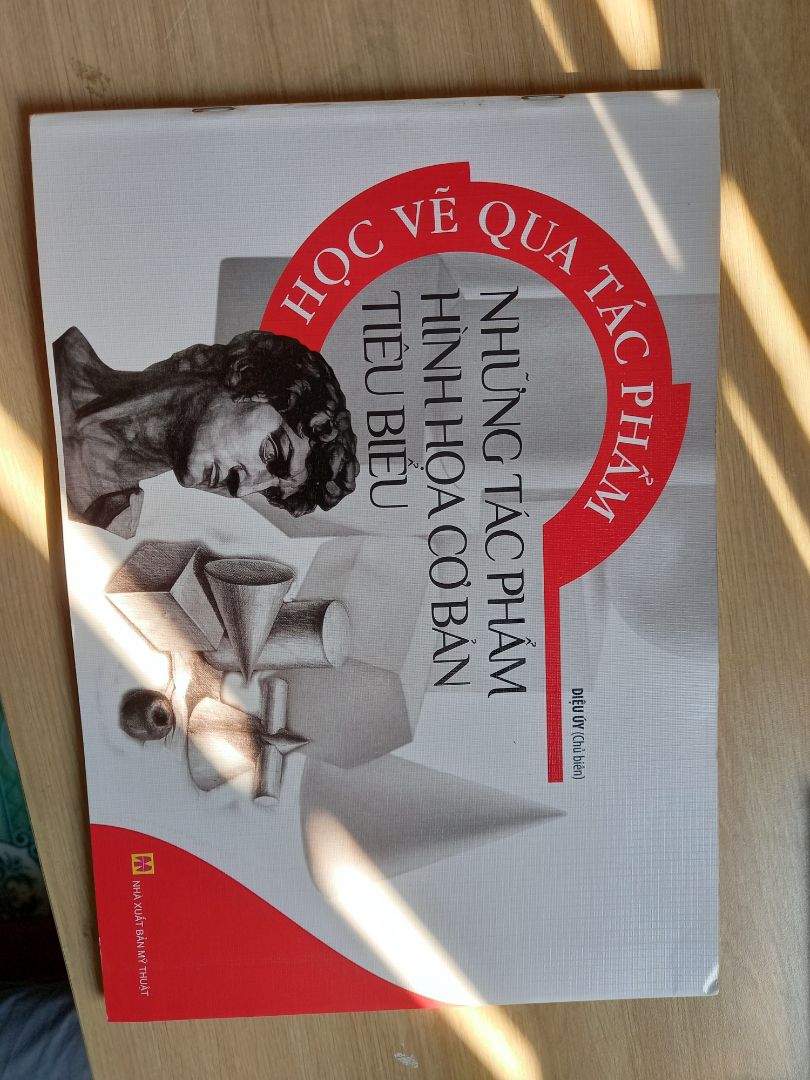 HỌC VẼ QUA TÁC PHẨM
NHỮNG TÁC PHẨM
HÌNH HỌA CƠ BẢN
TIÊU BIỂU
DIỆU ÚY (Chủ biên)
NHÀ XUẤT BẢN MỸ THUẬT